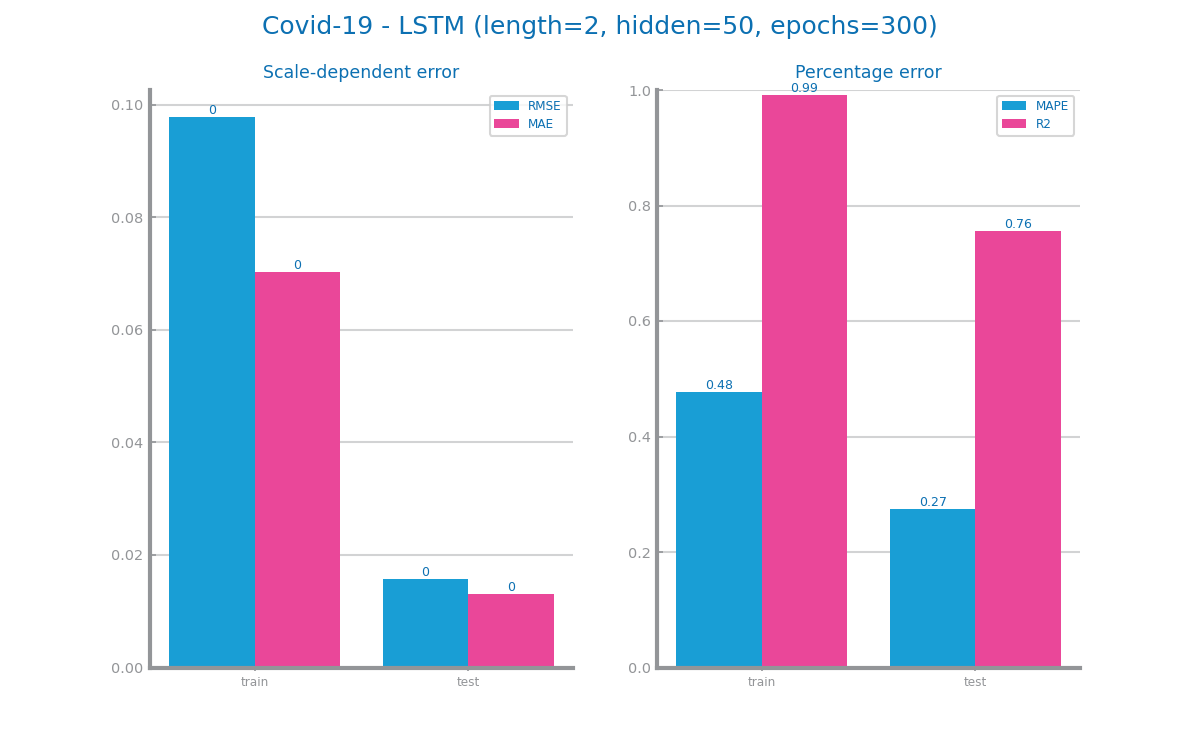 Covid-19 - LSTM (length=2, hidden=50, epochs=300)
Scale-dependent error
0.10
0.08
0.06
0.04
0.02
0.00
0
0
0
0
RMSE
MAE
train
test
Percentage error
1.0
0.8
0.6
0.4
0.2
0.0
0.48
0.99
0.27
0.76
MAPE
R2
train
test